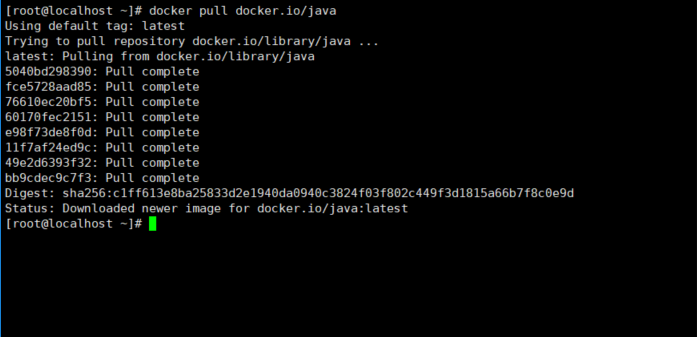 [root@localhost ~]# docker pull docker.io/java
Using default tag: latest
Trying to pull repository docker.io/library/java ...
latest: Pulling from docker.io/library/java
5040bd298390: Pull complete
fce5728aad85: Pull complete
76610ec20bf5: Pull complete
60170fec2151: Pull complete
e98f73de8f0d: Pull complete
11f7af24ed9c: Pull complete
49e2d6393f32: Pull complete
bb9cdec9c7f3: Pull complete
Digest: sha256:c1ff613e8ba25833d2e1940da0940c3824f03f802c449f3d1815a66b7f8c0e9d
Status: Downloaded newer image for docker.io/java:latest
[root@localhost ~]#